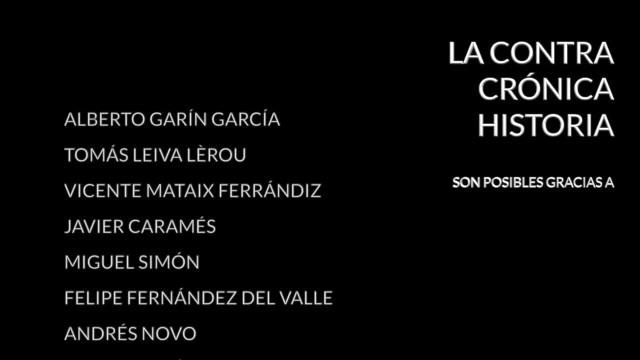 LA CONTRA
CRÓNICA
HISTORIA
SON POSIBLES GRACIAS A
ALBERTO GARÍN GARCÍA
TOMÁS LEIVA LÈROU
VICENTE MATAIX FERRÁNDIZ
JAVIER CARAMÉS
MIGUEL SIMÓN
FELIPE FERNÁNDEZ DEL VALLE
ANDRÉS NOVO